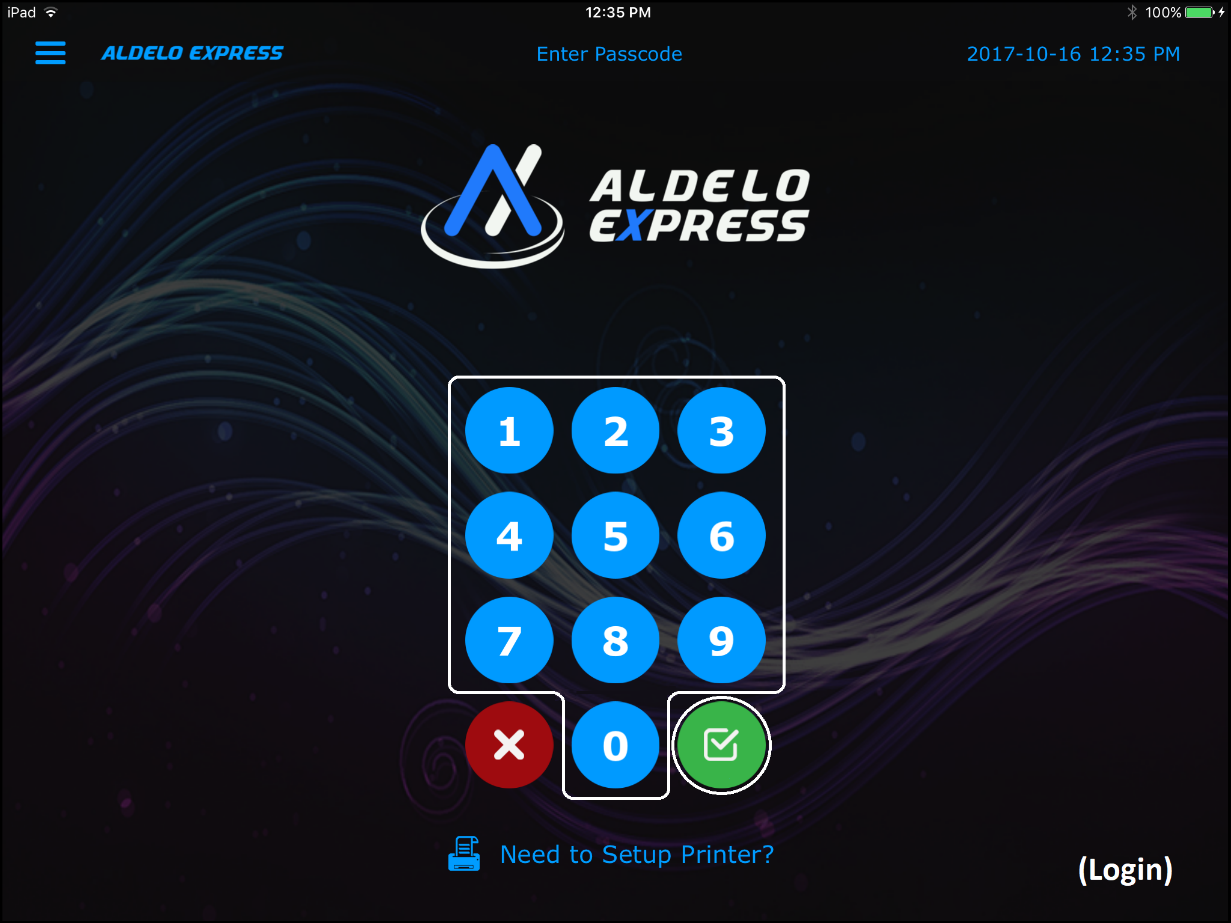 iPad 12:35 PM 100%
ALDELO EXPRESS Enter Passcode 2017-10-16 12:35 PM
ALDELO
EXPRESS
1 2 3
4 5 6
7 8 9
0
Need to Setup Printer?
(Login)